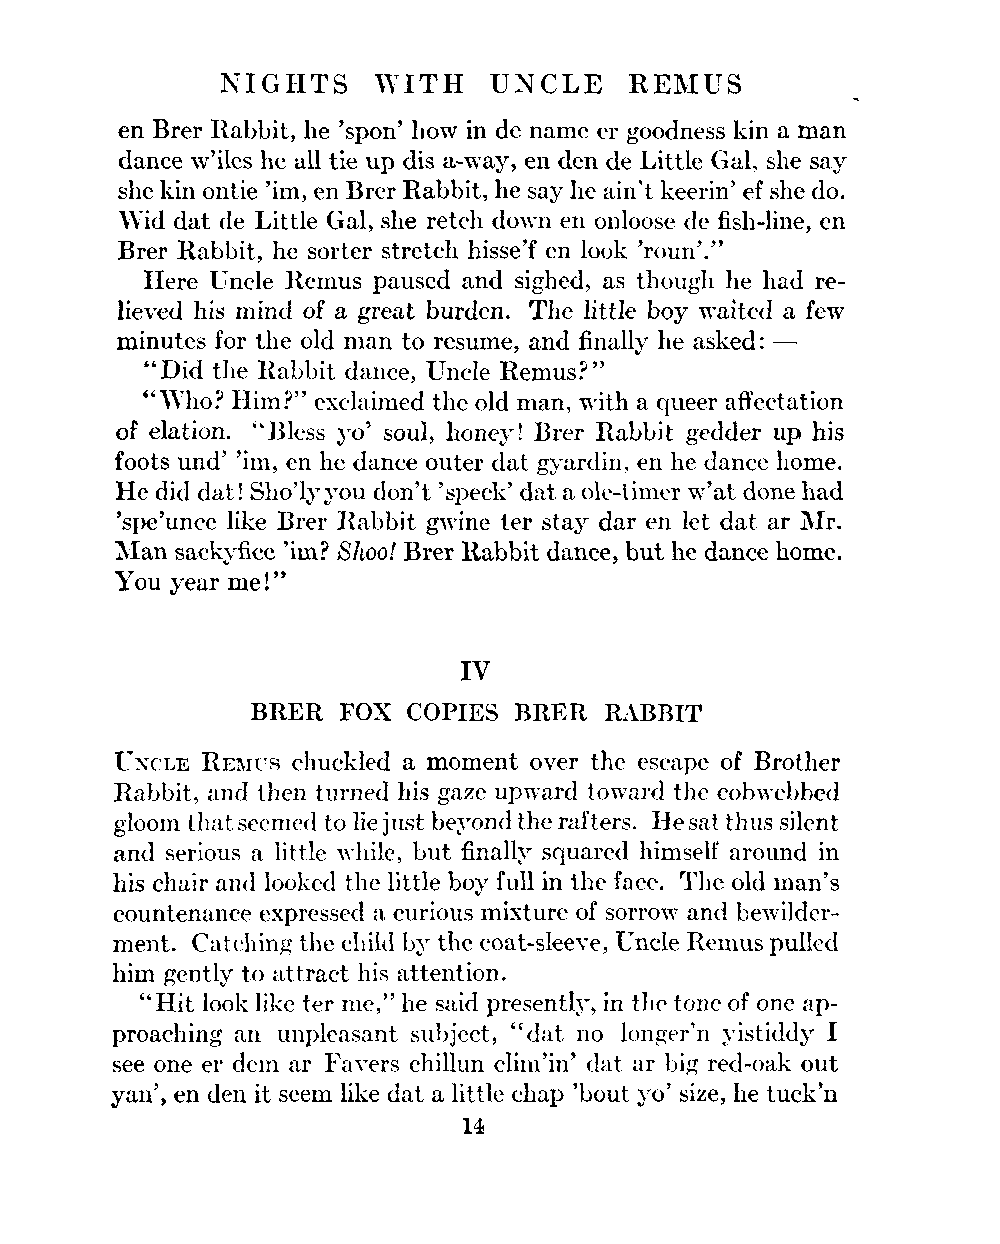 NIGHTS WITH UNCLE REMUS
en Brer Rabbit, he ’spon’ how in de name er goodness kin a man
dance w’iles he all tie up dis a-way, en den de Little Gal, she say
she kin ontie ’im, en Brer Rabbit, he say he ain’t keerin’ ef she do.
Wid dat de Little Gal, she retch down en onloose de fish-line, en
Brer Rabbit, he sorter stretch hisse’f en look ’roun’.”
Here Uncle Remus paused and sighed, as though he had re-
lieved his mind of a great burden. The little boy waited a few
minutes for the old man to resume, and finally he asked: —
“Did the Rabbit dance, Uncle Remus?”
“Who? Him?” exclaimed the old man, with a queer affectation
of elation. “Bless yo’ soul, honey! Brer Rabbit gedder up his
foots und’ ’im, en he dance outer dat gyardin, en he dance home.
He did dat! Sho’ly you don’t ’speck’ dat a ole-timer w’at done had
’spe’unce like Brer Rabbit gwine ter stay dar en let dat ar Mr.
Man sackyfice ’im? Shoo! Brer Rabbit dance, but he dance home.
You year me!”
IV
BRER FOX COPIES BRER RABBIT
UNCLE REMUS chuckled a moment over the escape of Brother
Rabbit, and then turned his gaze upward toward the cobwebbed
gloom that seemed to lie just beyond the rafters. He sat thus silent
and serious a little while, but finally squared himself around in
his chair and looked the little boy full in the face. The old man’s
countenance expressed a curious mixture of sorrow and bewilder-
ment. Catching the child by the coat-sleeve, Uncle Remus pulled
him gently to attract his attention.
“Hit look like ter me,” he said presently, in the tone of one ap-
proaching an unpleasant subject, “dat no longer’n yistiddy I
see one er dem ar Favers chillun clim’in’ dat ar big red-oak out
yan’, en den it seem like dat a little chap ’bout yo’ size, he tuck’n
14